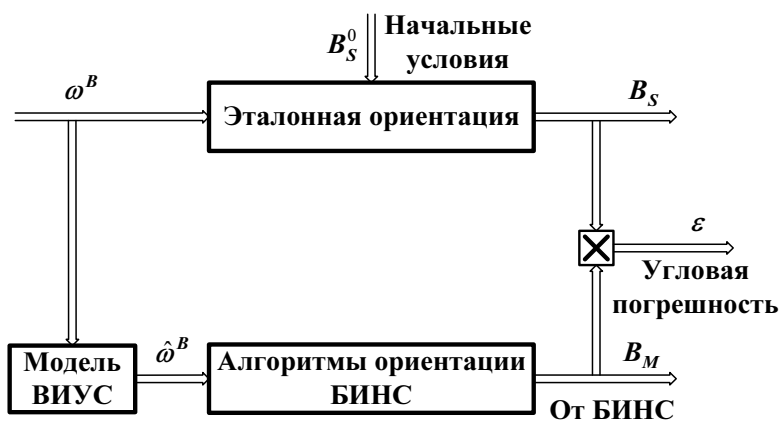 Начальные
условия
B_S^0
ω^B
Эталонная ориентация
B_S
ε
Угловая
погрешность
Модель
ВИУС
ω̂^B
Алгоритмы ориентации
БИНС
B_M
От БИНС